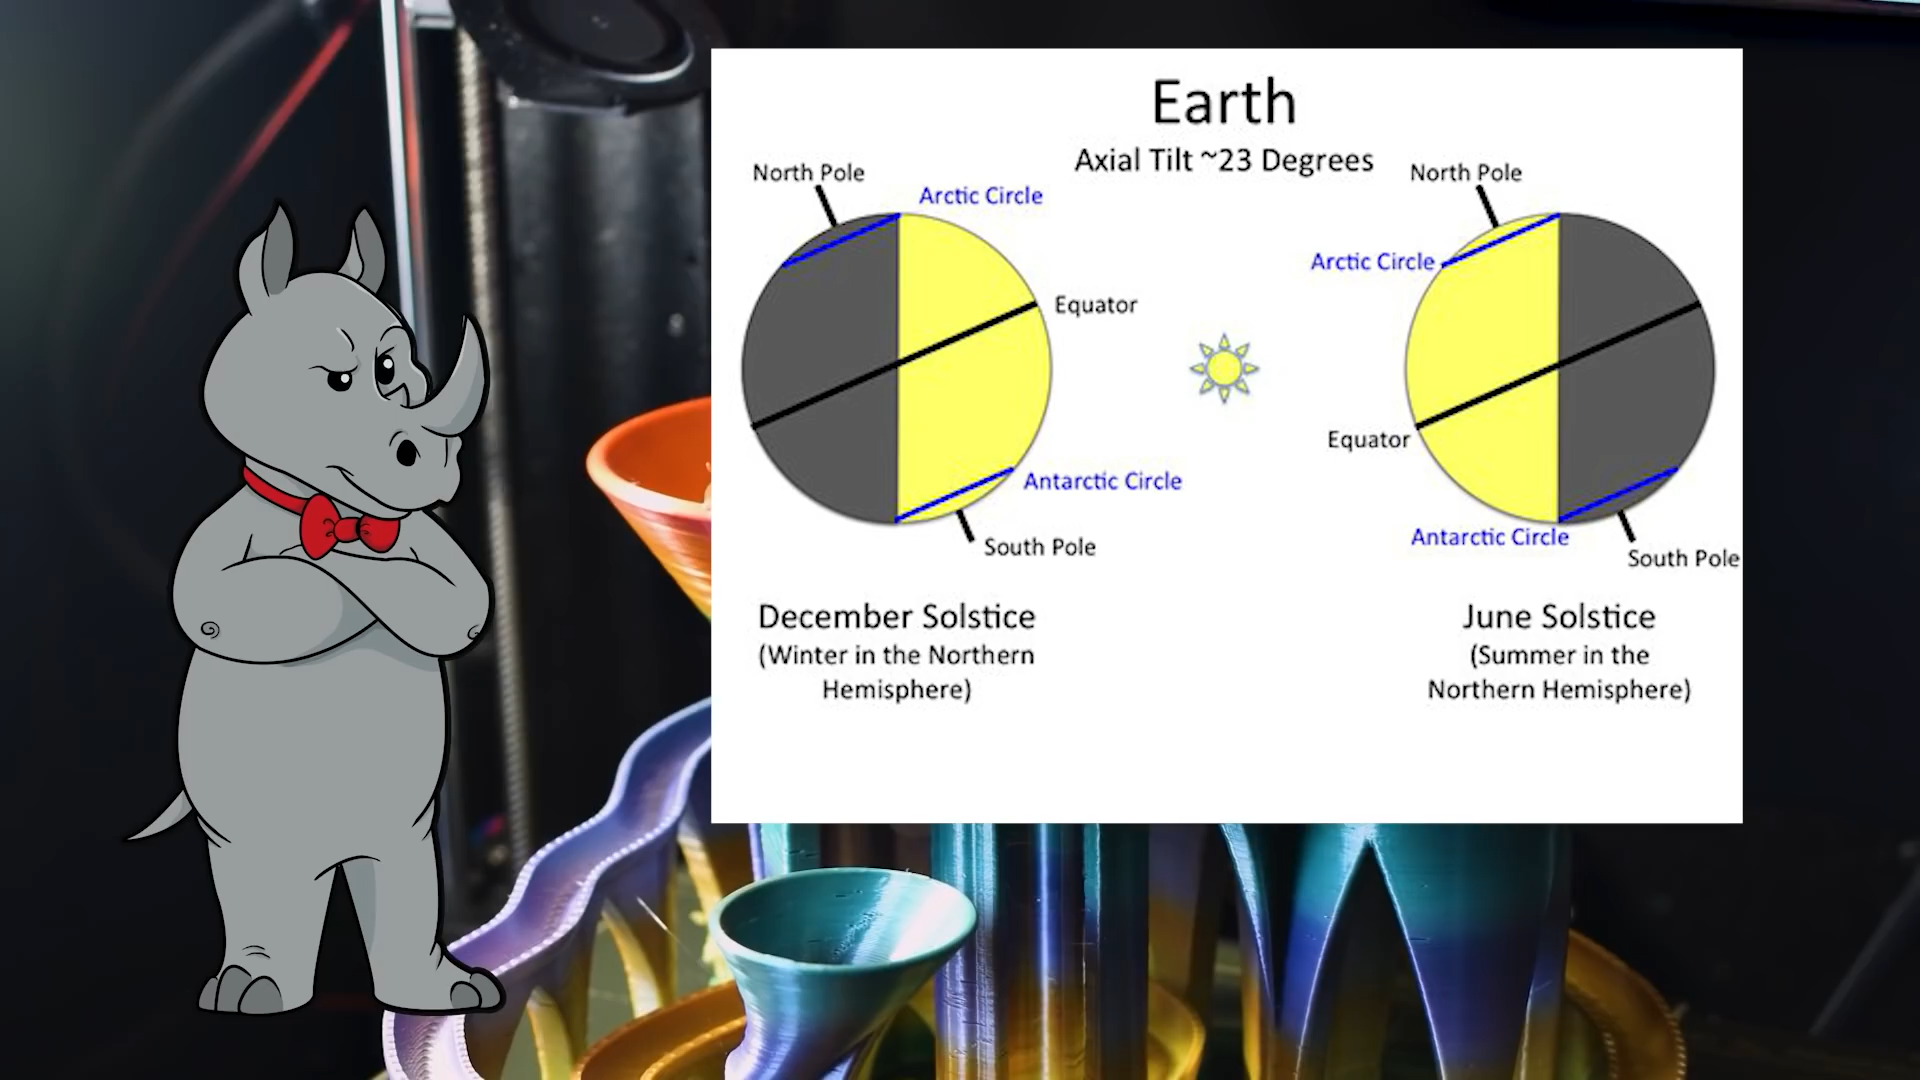 Earth
Axial Tilt ~23 Degrees
North Pole
Arctic Circle
Equator
Antarctic Circle
South Pole
December Solstice
(Winter in the Northern
Hemisphere)
North Pole
Arctic Circle
Equator
Antarctic Circle
South Pole
June Solstice
(Summer in the
Northern Hemisphere)